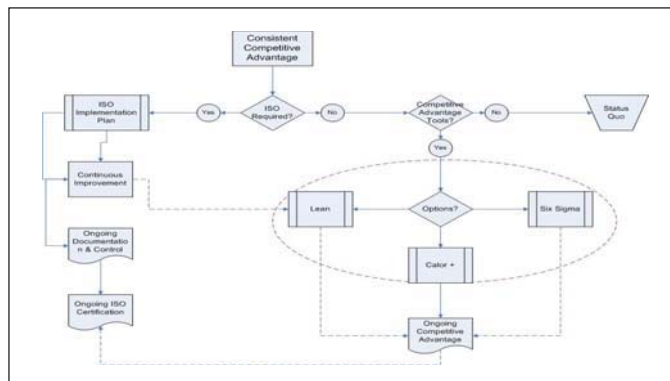 Consistent
Competitive
Advantage
ISO
Implementation
Plan
Yes
ISO
Required?
No
Competitive
Advantage
Tools?
No
Status
Quo
Yes
Continuous
Improvement
Lean
Options?
Six Sigma
Ongoing
Documentatio
n & Control
Calor +
Ongoing ISO
Certification
Ongoing
Competitive
Advantage